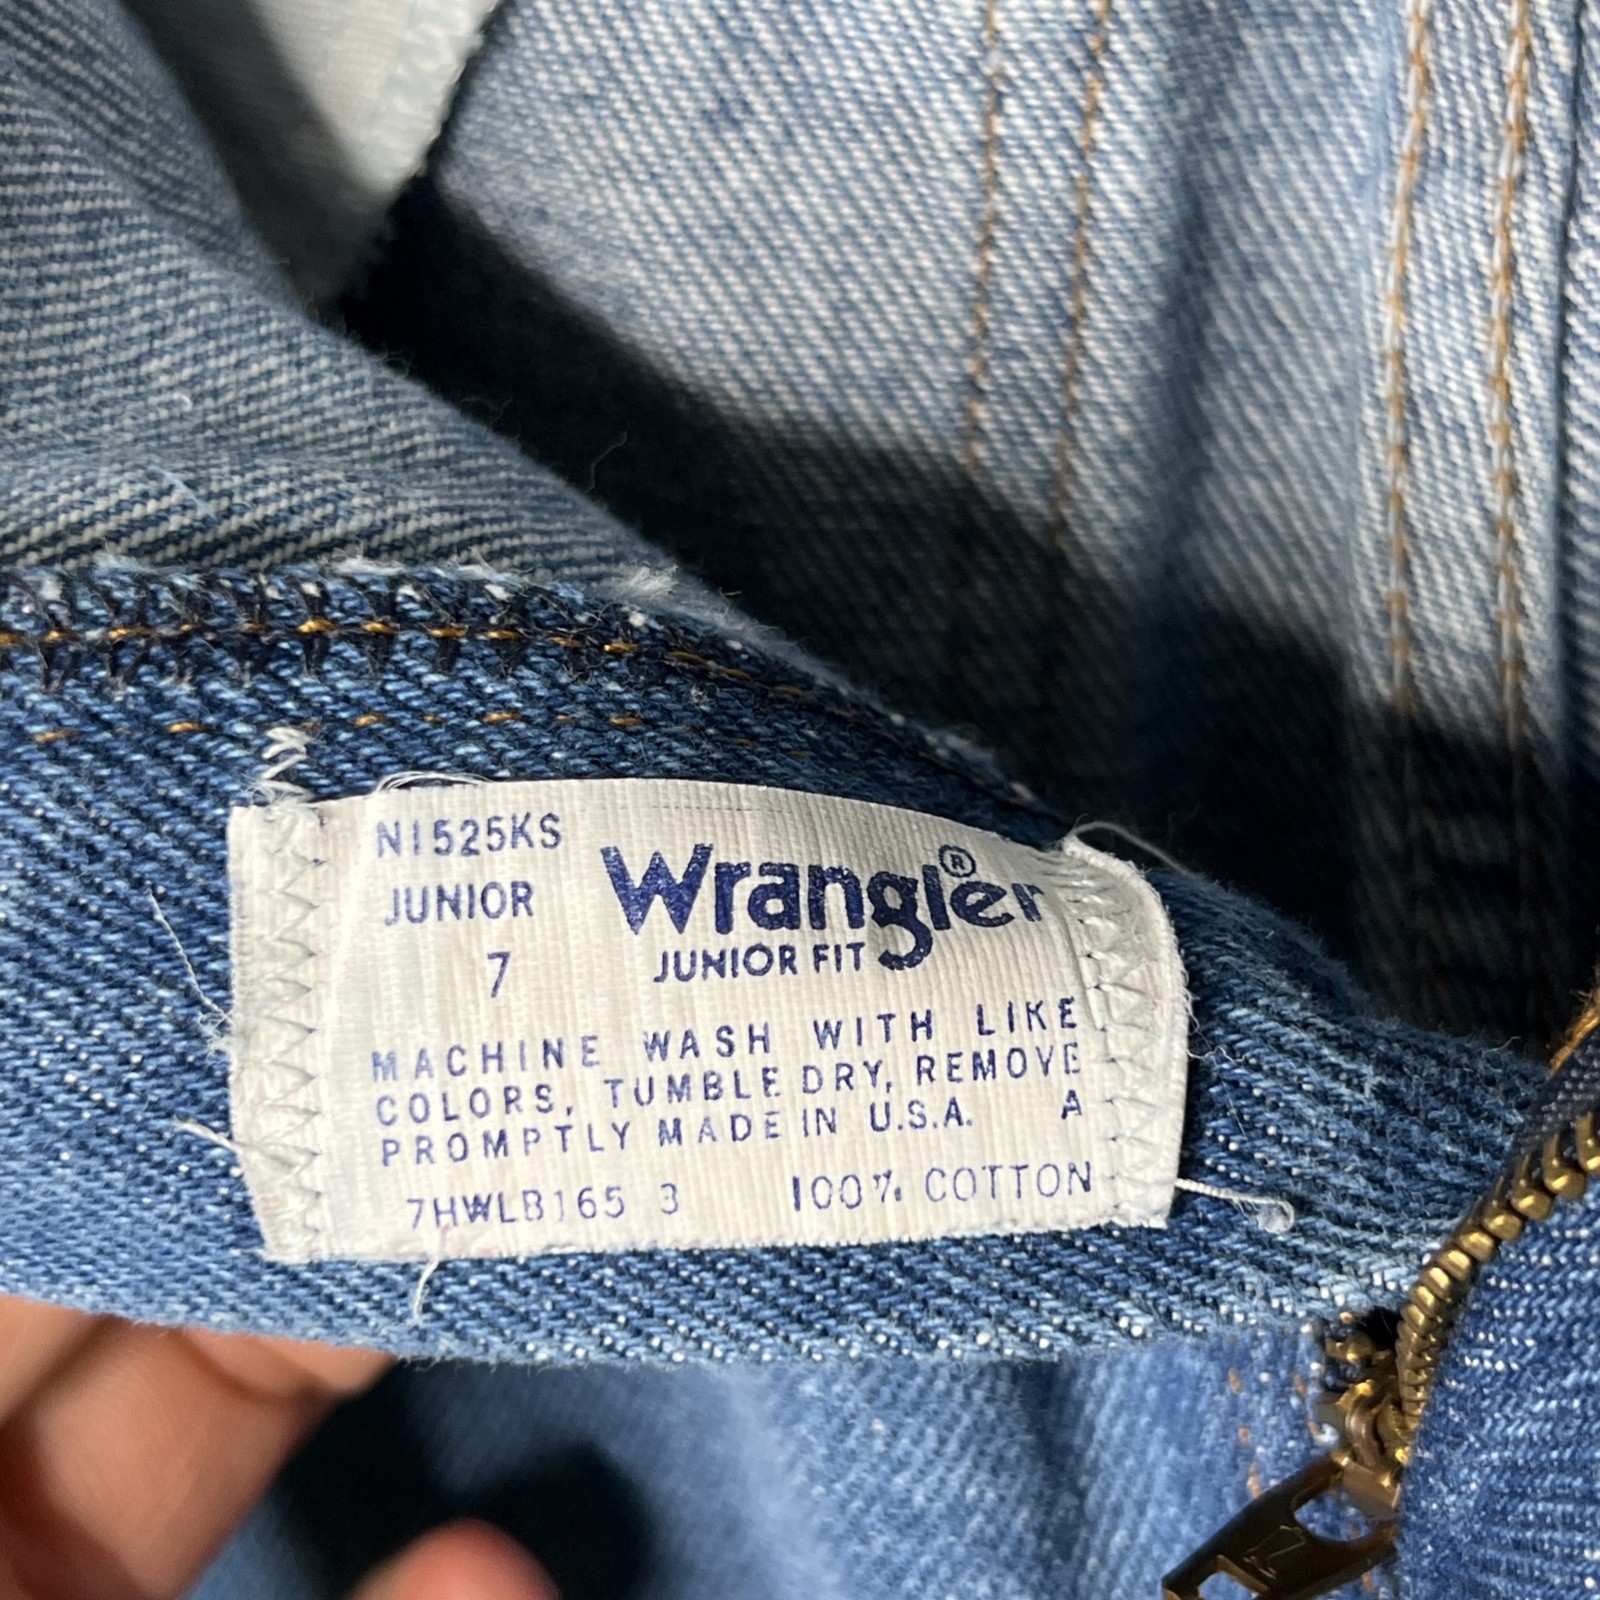 N1525KS
JUNIOR
7
Wrangler®
JUNIOR FIT
MACHINE WASH WITH LIKE
COLORS, TUMBLE DRY, REMOVE
PROMPTLY MADE IN U.S.A. A
7HWLB165 3 100% COTTON